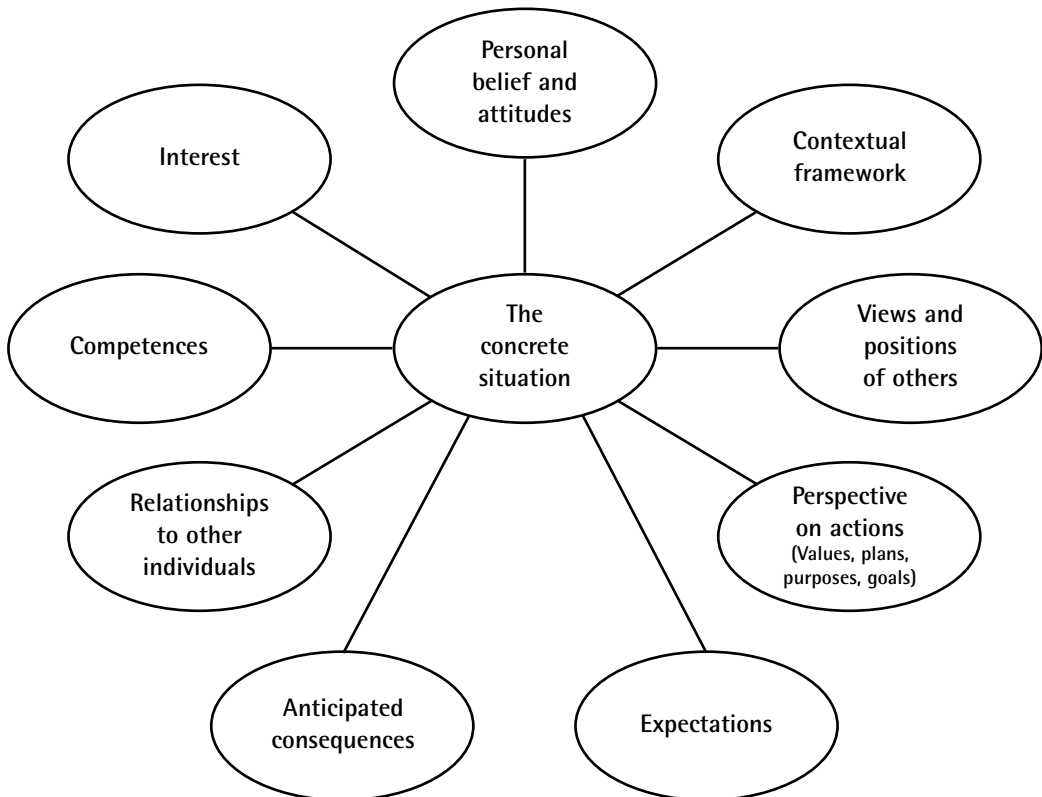 Personal
belief and
attitudes
Interest
Contextual
framework
Competences
The
concrete
situation
Views and
positions
of others
Relationships
to other
individuals
Perspective
on actions
(Values, plans,
purposes, goals)
Anticipated
consequences
Expectations